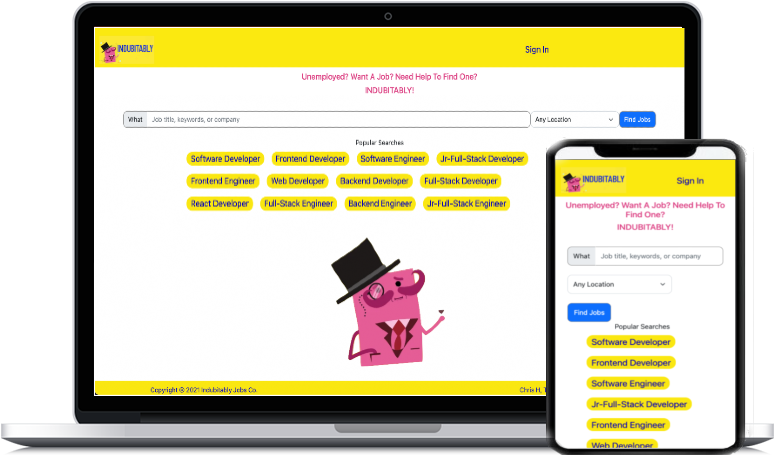 INDUBITABLY
Sign In
Unemployed? Want A Job? Need Help To Find One?
INDUBITABLY!
What Job title, keywords, or company Any Location Find Jobs
Popular Searches
Software Developer Frontend Developer Software Engineer Jr-Full-Stack Developer
Frontend Engineer Web Developer Backend Developer Full-Stack Developer
React Developer Full-Stack Engineer Backend Engineer Jr-Full-Stack Engineer
Copyright © 2021 Indubitably Jobs Co. Chris H,
INDUBITABLY
Sign In
Unemployed? Want A Job? Need Help To
Find One?
INDUBITABLY!
What Job title, keywords, or company
Any Location
Find Jobs
Popular Searches
Software Developer
Frontend Developer
Software Engineer
Jr-Full-Stack Developer
Frontend Engineer
Web Developer